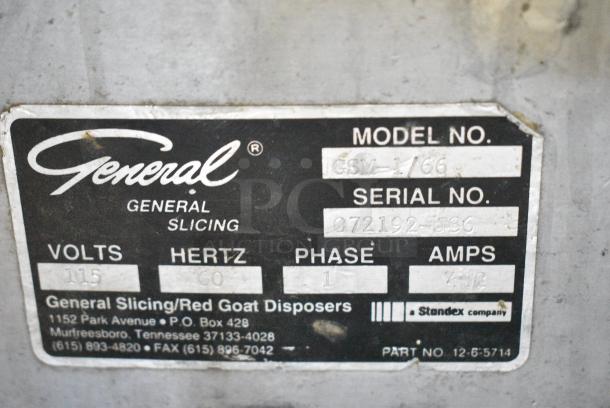 General ®
GENERAL
SLICING
MODEL NO.
GSM-1/66
SERIAL NO.
VOLTS HERTZ PHASE AMPS
115 60 1
General Slicing/Red Goat Disposers
1152 Park Avenue • P.O. Box 428
Murfreesboro, Tennessee 37133-4028
(615) 893-4820 • FAX (615) 896-7042
a Standex company
PART NO. 12-6-5714